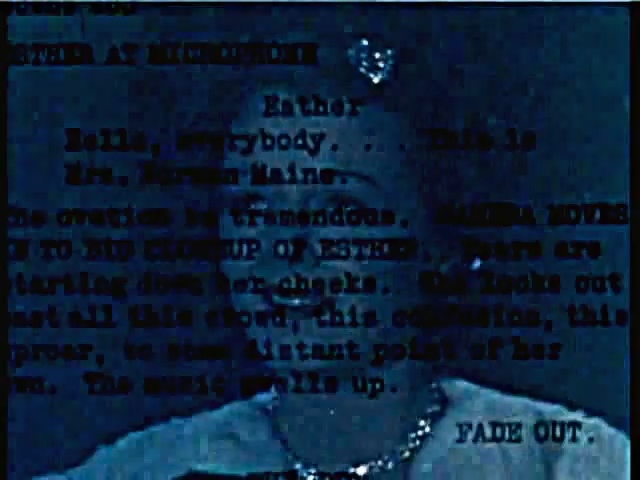 ESTHER AT MICROPHONE
Esther
Hello, everybody. . . This is
Mrs. Norman Maine.
The ovation is tremendous. CAMERA MOVES
IN TO BIG CLOSEUP OF ESTHER. Tears are
starting down her cheeks. She looks out
past all this crowd, this confusion, this
uproar, to some distant point of her
own. The music swells up.
FADE OUT.